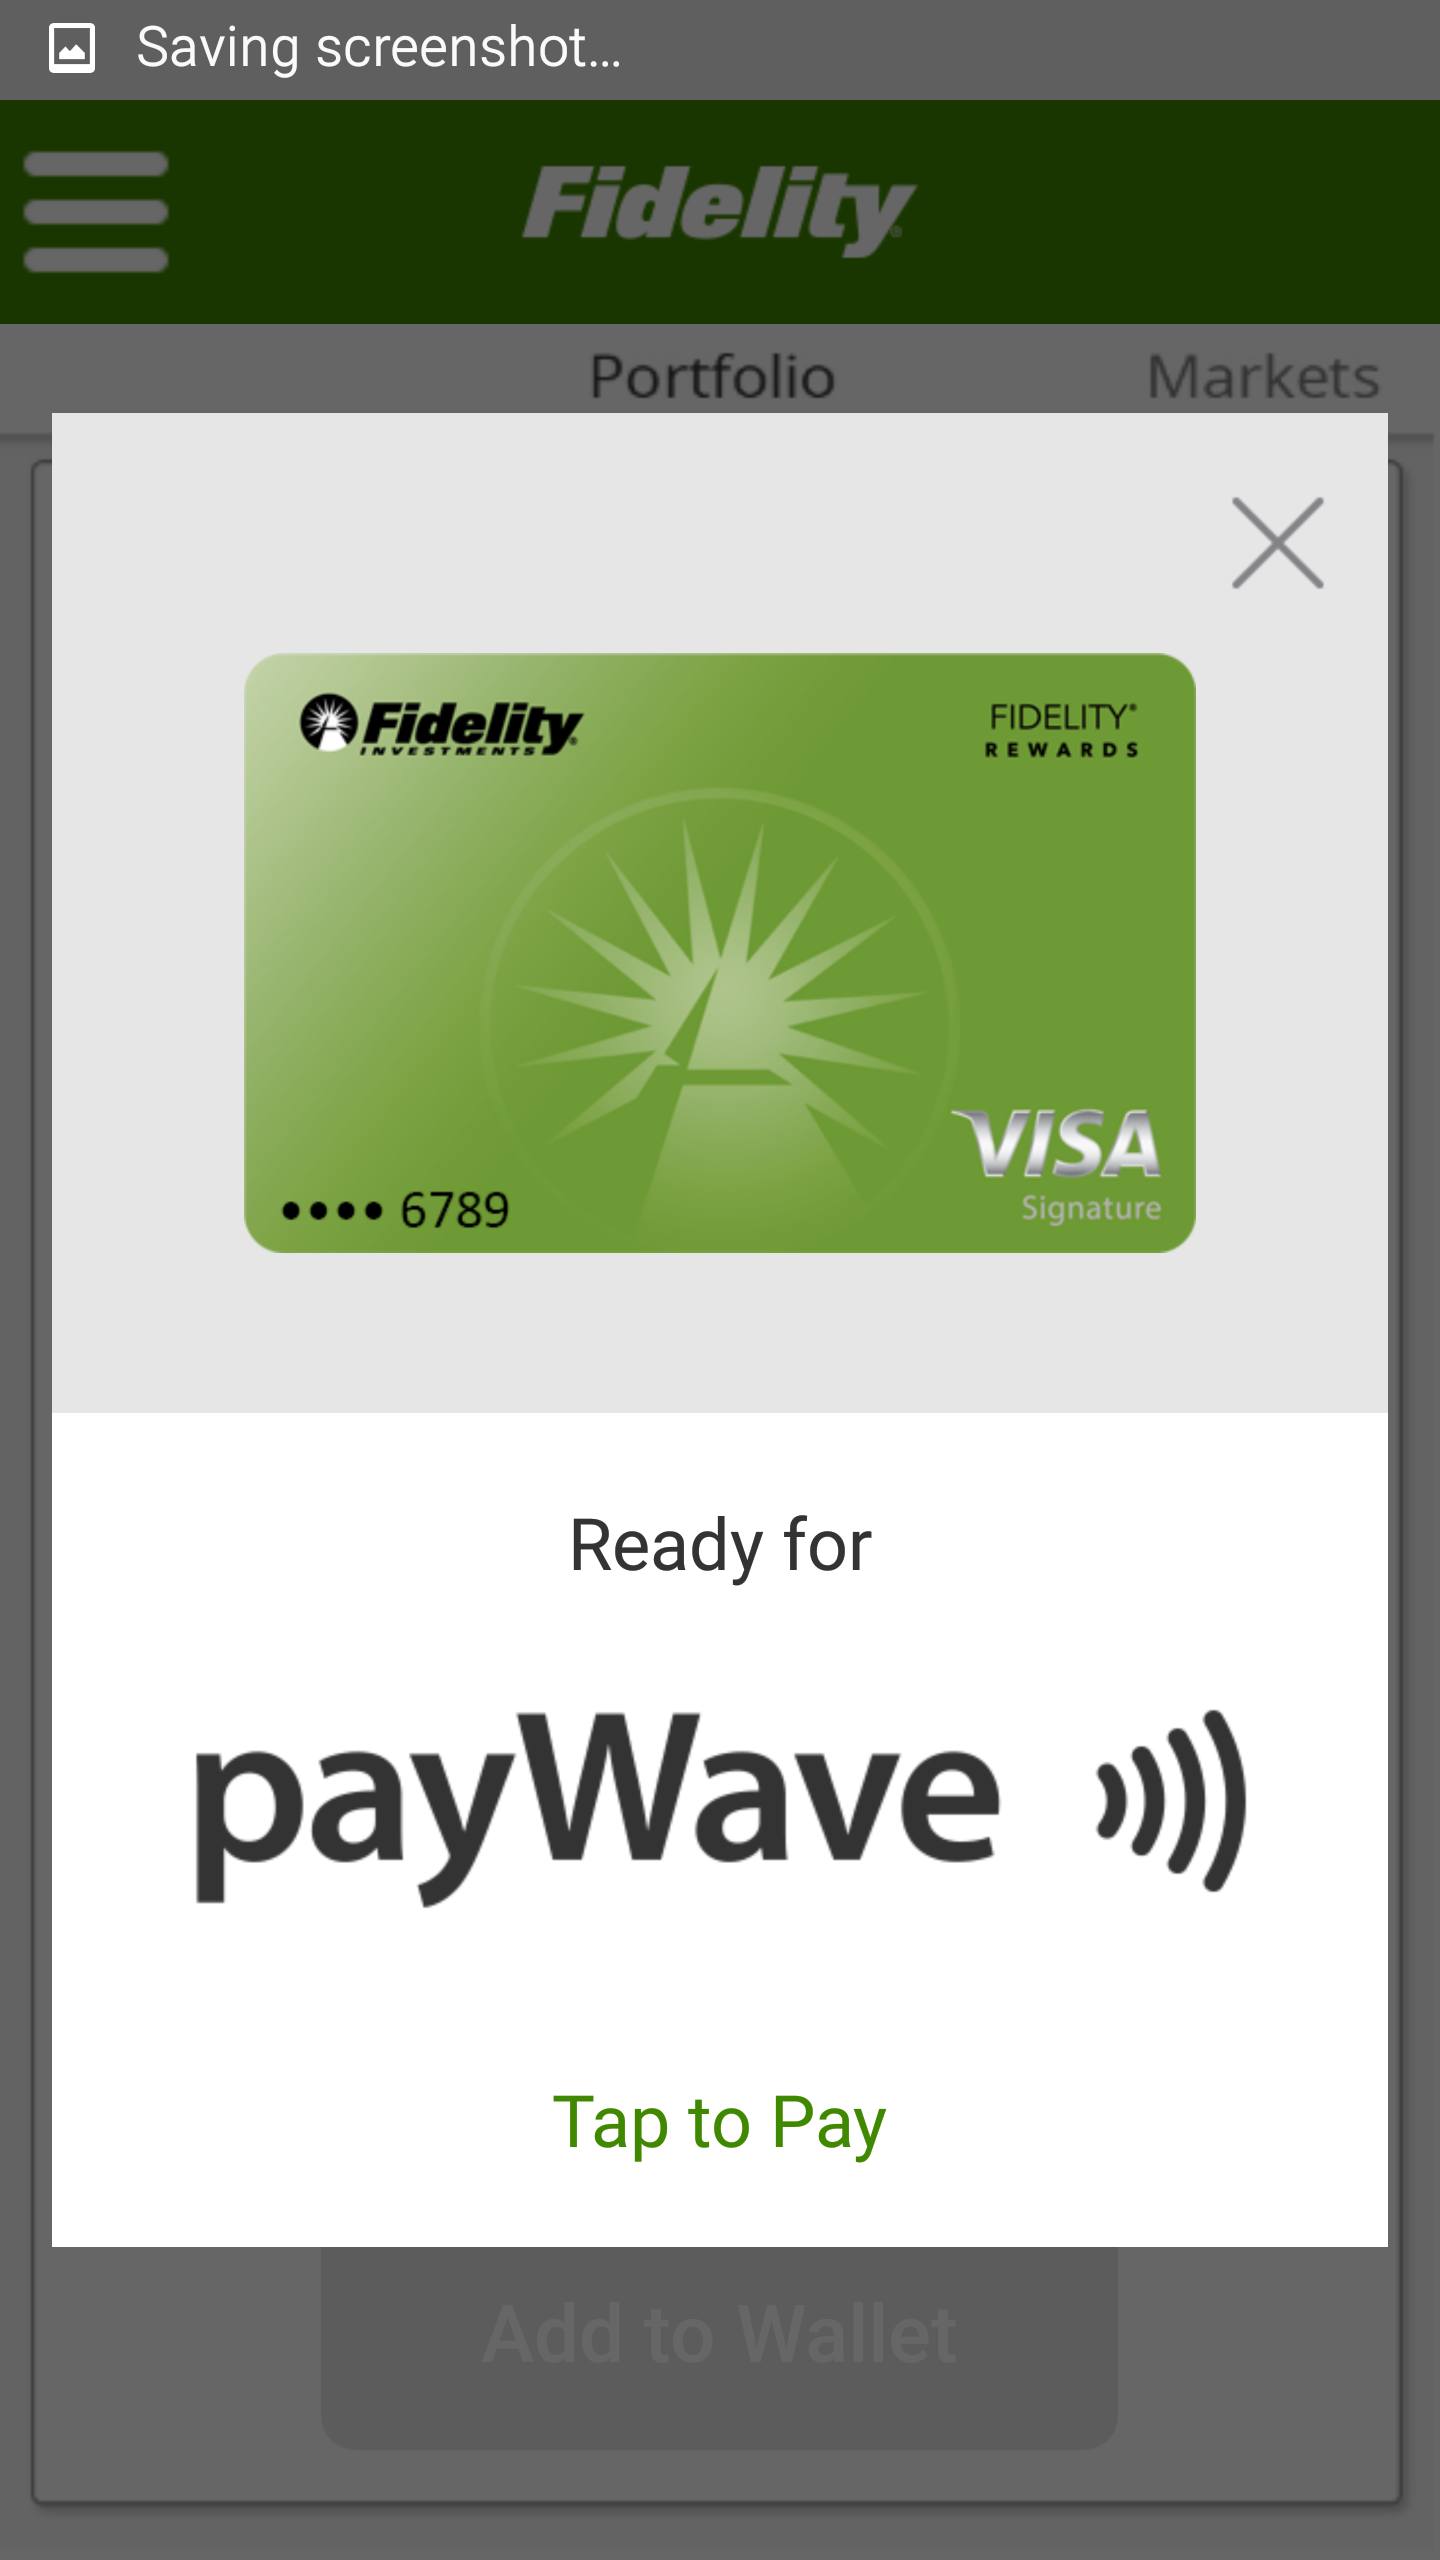 Saving screenshot...
Fidelity®
Portfolio
Markets
Fidelity®
INVESTMENTS
FIDELITY®
REWARDS
VISA
Signature
•••• 6789
Ready for
payWave
Tap to Pay
Add to Wallet